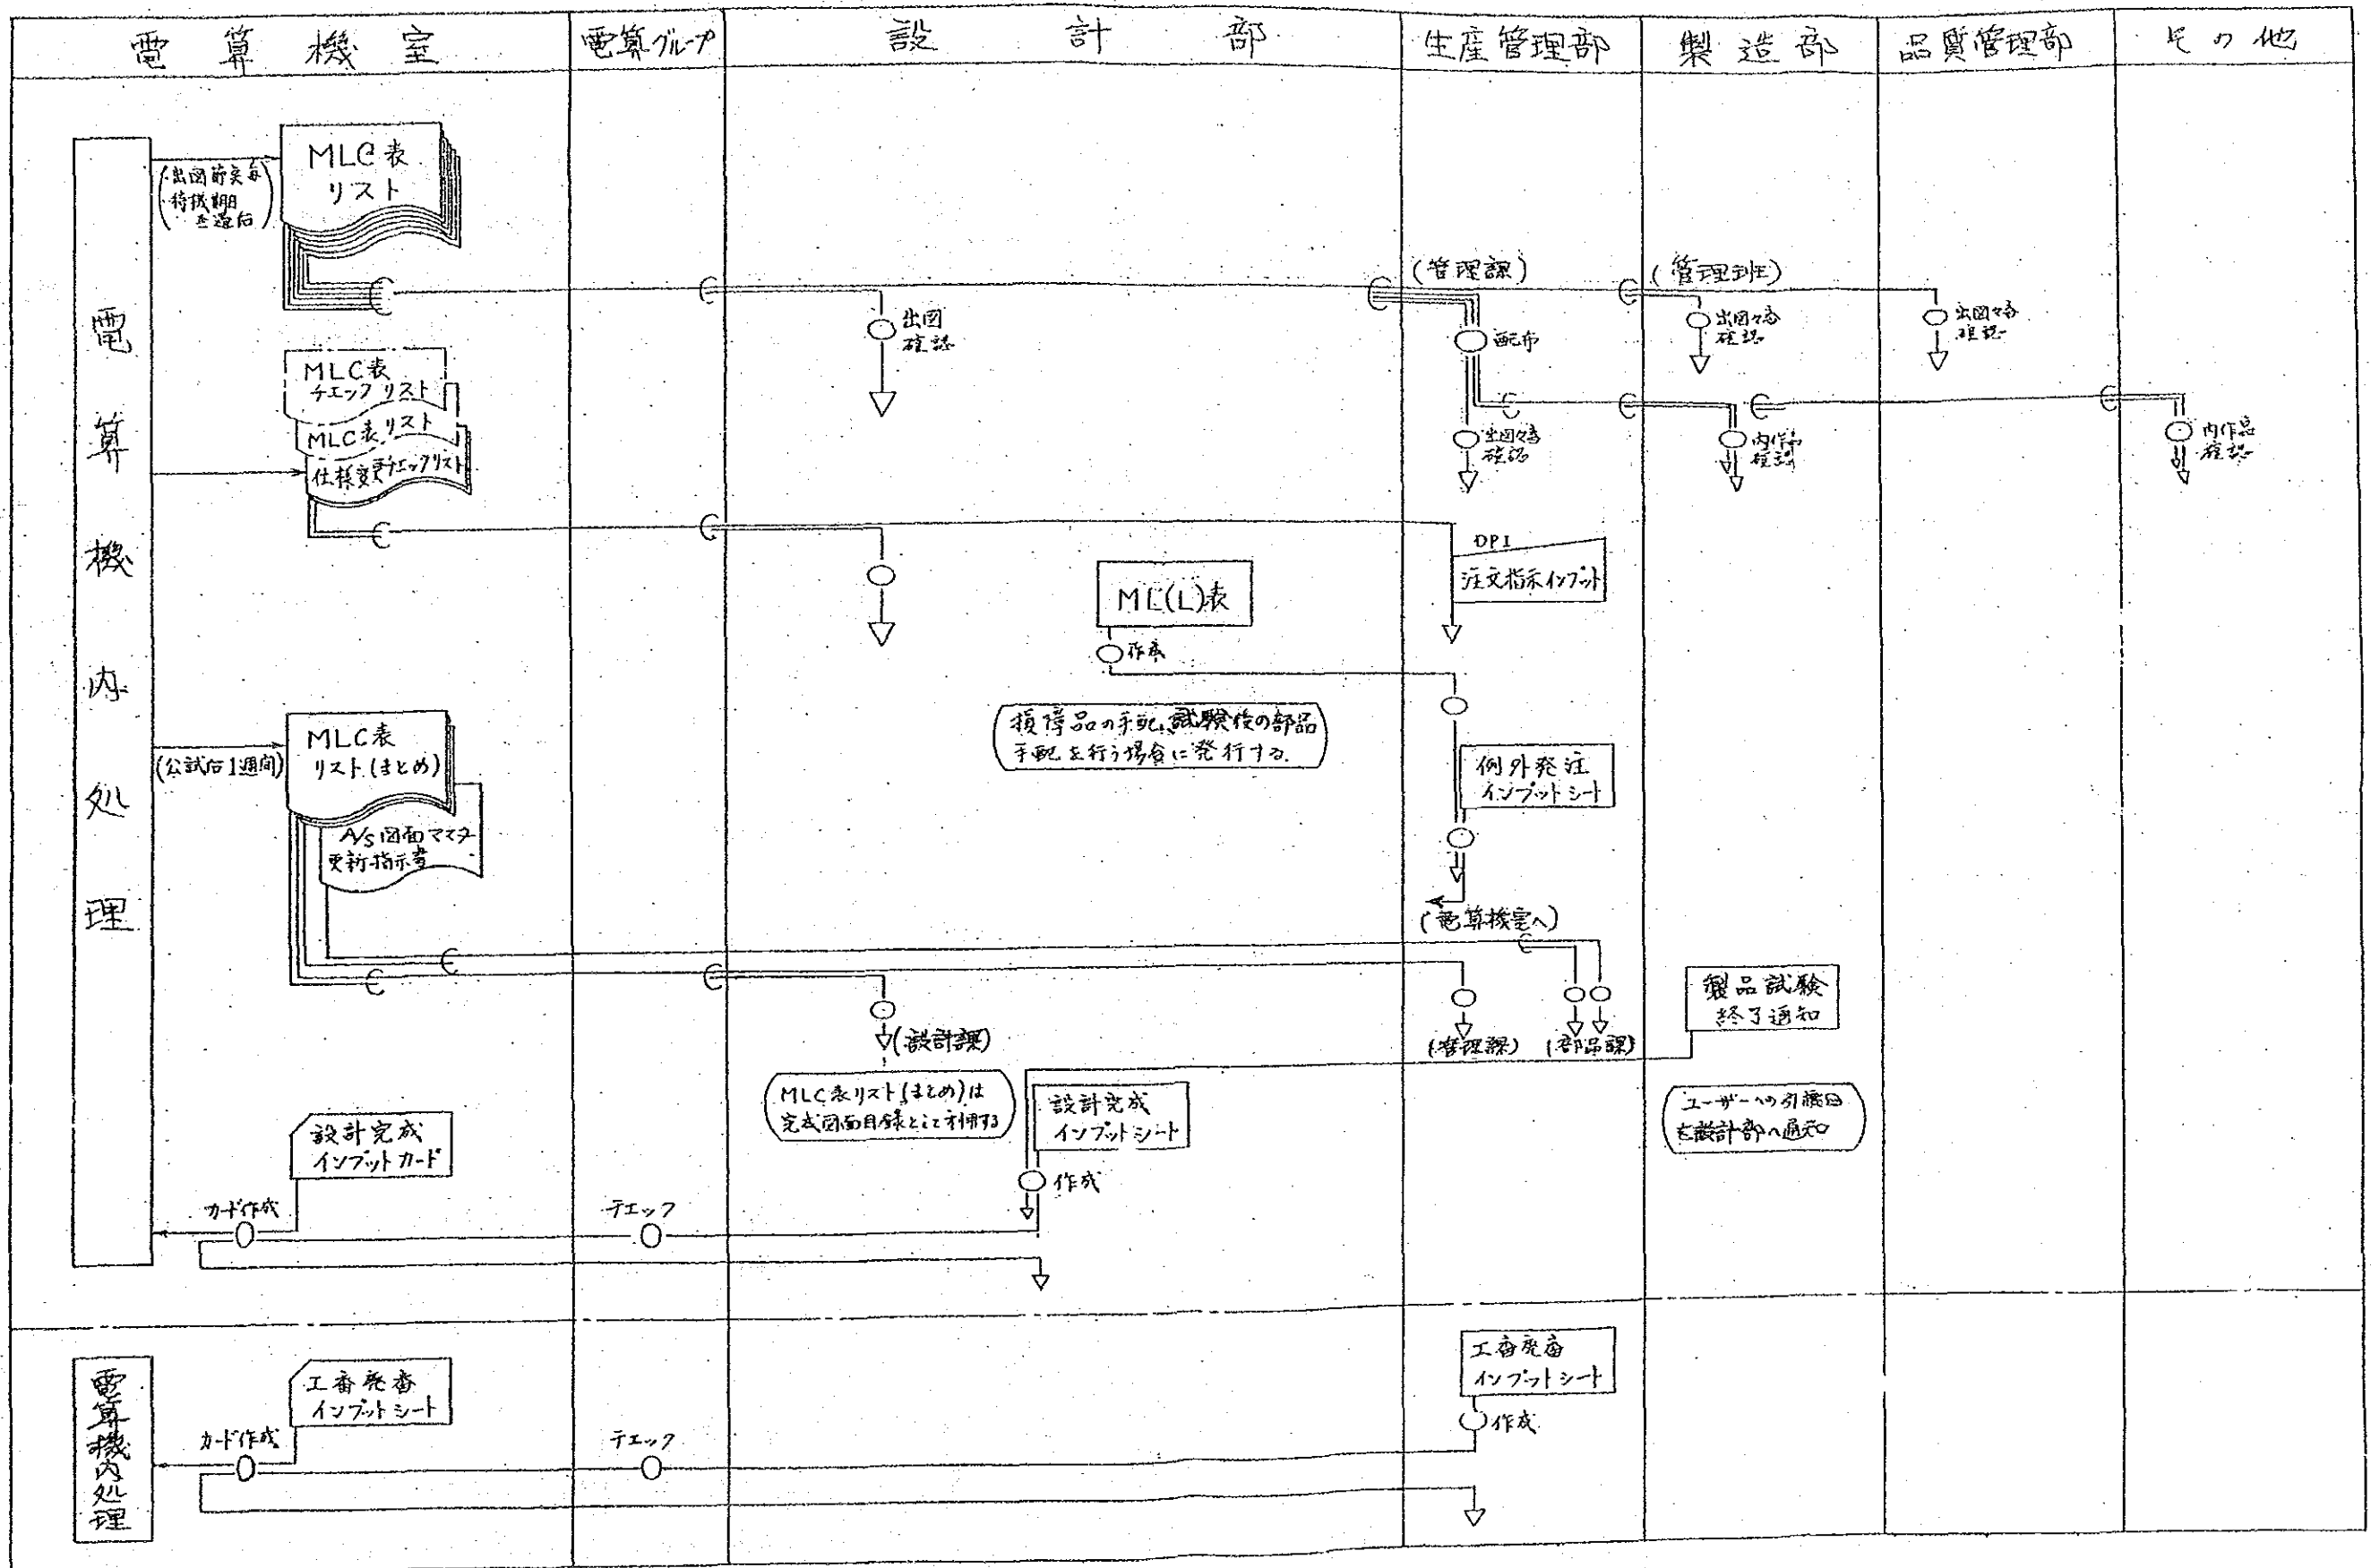 電算機室
電算グループ
設計部
生産管理部
製造部
品質管理部
その他
電算機内処理
MLC表
リスト
(管理課)
(管理班)
出図
確認
配布
出図々番
確認
出図々番
確認
出図々番
確認
確認
内作品
確認
MLC表
チェックリスト
MLC表リスト
仕様変更チェックリスト
DPI
注文指示インプット
MC(L)表
損傷品の手配、試験後の部品
手配を行う場合に発行する.
例外発注
インプットシート
(電算機室へ)
(公試后1週間)
MLC表
リスト(まとめ)
A/S図面マスタ
更新指示書
(設計課)
(管理課)
(部品課)
製品試験
終了通知
MLC表リスト(まとめ)は
完成図面目録として利用する
設計完成
インプットシート
作成
ユーザーへの引渡日
を設計部へ通知
設計完成
インプットカード
カード作成
チェック
電算機内処理
工番発番
インプットシート
カード作成
チェック
工番発番
インプットシート
作成